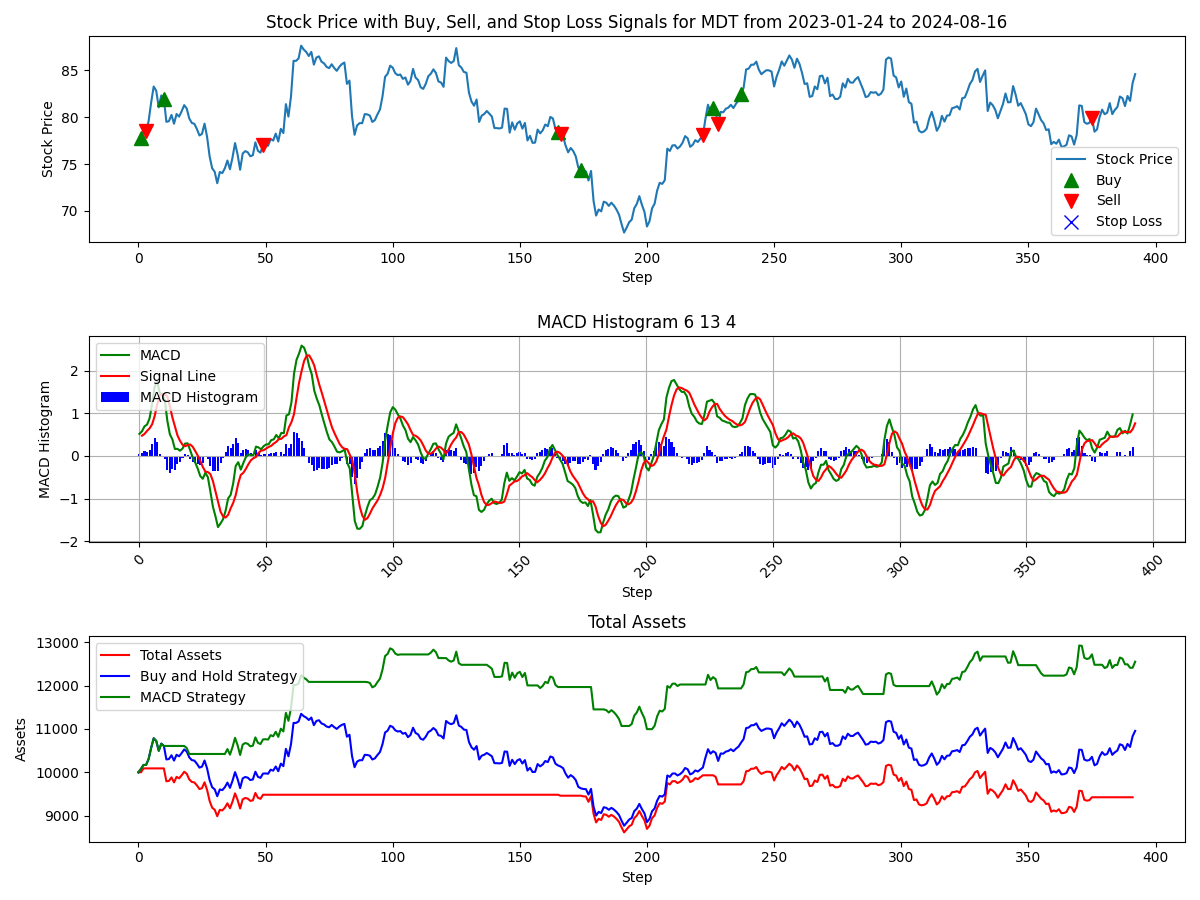 Stock Price with Buy, Sell, and Stop Loss Signals for MDT from 2023-01-24 to 2024-08-16
Stock Price
85
80
75
70
Stock Price
Buy
Sell
Stop Loss
0 50 100 150 200 250 300 350 400
Step
MACD Histogram 6 13 4
MACD Histogram
2
1
0
−1
−2
MACD
Signal Line
MACD Histogram
0 50 100 150 200 250 300 350 400
Step
Total Assets
Assets
13000
12000
11000
10000
9000
Total Assets
Buy and Hold Strategy
MACD Strategy
0 50 100 150 200 250 300 350 400
Step